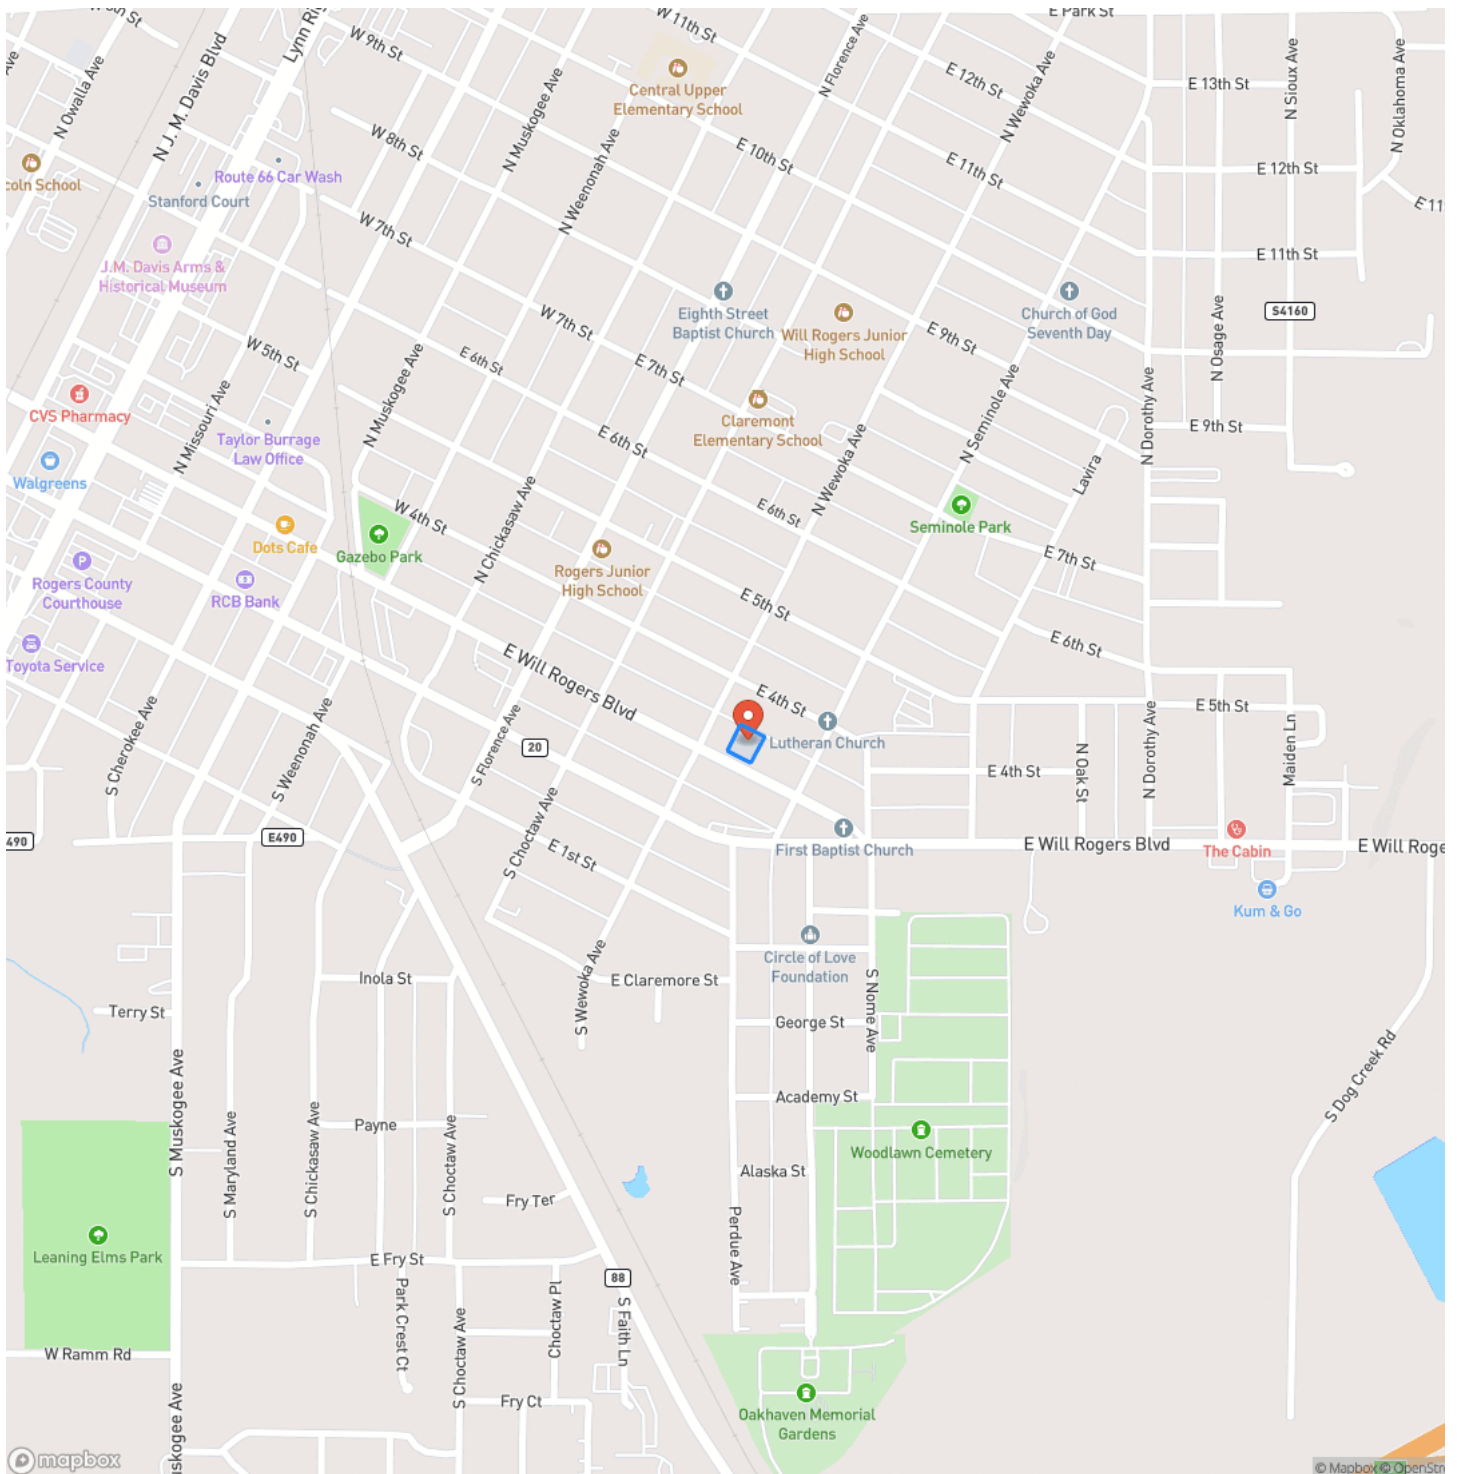 W 11th St
E Park St
N Florence Ave
Lynn
N J. M. Davis Blvd
W 9th St
N Owalla Ave
Central Upper
Elementary School
E 12th St
E 13th St
N Sioux Ave
N Oklahoma Ave
N Wewoka Ave
N Muskogee Ave
W 8th St
coln School
Route 66 Car Wash
Stanford Court
N Weenonah Ave
E 10th St
E 11th St
E 12th St
E 11
W 7th St
J.M. Davis Arms &
Historical Museum
E 11th St
Eighth Street
Baptist Church
Will Rogers Junior
High School
Church of God
Seventh Day
S4160
W 5th St
W 7th St
E 6th St
E 7th St
E 9th St
N Osage Ave
N Muskogee Ave
N Missouri Ave
CVS Pharmacy
Claremont
Elementary School
N Seminole Ave
N Dorothy Ave
E 9th St
Taylor Burrage
Law Office
E 6th St
N Wewoka Ave
Lavira
Walgreens
W 4th St
N Chickasaw Ave
E 6th St
Seminole Park
Dots Cafe
Gazebo Park
E 7th St
Rogers County
Courthouse
RCB Bank
Rogers Junior
High School
E 5th St
E 6th St
Toyota Service
E Will Rogers Blvd
E 4th St
E 5th St
S Cherokee Ave
S Weenonah Ave
S Florence Ave
20
Lutheran Church
E 4th St
N Oak St
N Dorothy Ave
Maiden Ln
490
E490
S Choctaw Ave
E 1st St
First Baptist Church
E Will Rogers Blvd
The Cabin
E Will Roge
Kum & Go
Circle of Love
Foundation
S Wewoka Ave
E Claremore St
Inola St
S Nome Ave
Terry St
George St
S Dog Creek Rd
S Muskogee Ave
S Maryland Ave
S Chickasaw Ave
S Choctaw Ave
Payne
Academy St
Woodlawn Cemetery
Alaska St
Fry Ter
Perdue Ave
Leaning Elms Park
E Fry St
88
Park Crest Ct
S Choctaw Ave
Choctaw Pl
S Faith Ln
W Ramm Rd
Fry Ct
Oakhaven Memorial
Gardens
uskogee Ave
mapbox
© Mapbox © OpenStre